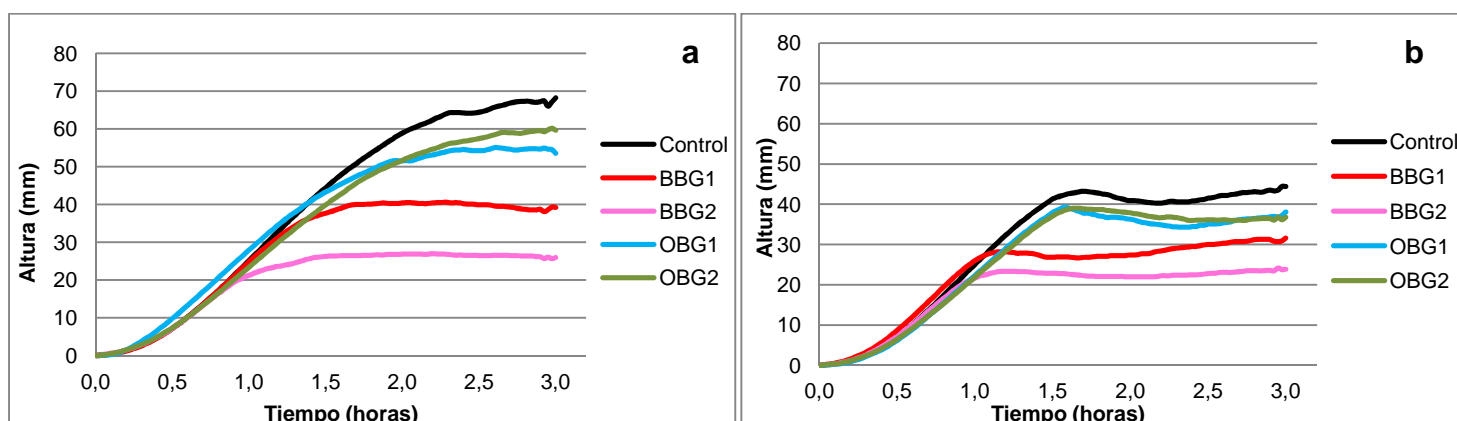 a
Altura (mm)
80
70
60
50
40
30
20
10
0
0,0 0,5 1,0 1,5 2,0 2,5 3,0
Tiempo (horas)
Control
BBG1
BBG2
OBG1
OBG2
b
Altura (mm)
80
70
60
50
40
30
20
10
0
0,0 0,5 1,0 1,5 2,0 2,5 3,0
Tiempo (horas)
Control
BBG1
BBG2
OBG1
OBG2